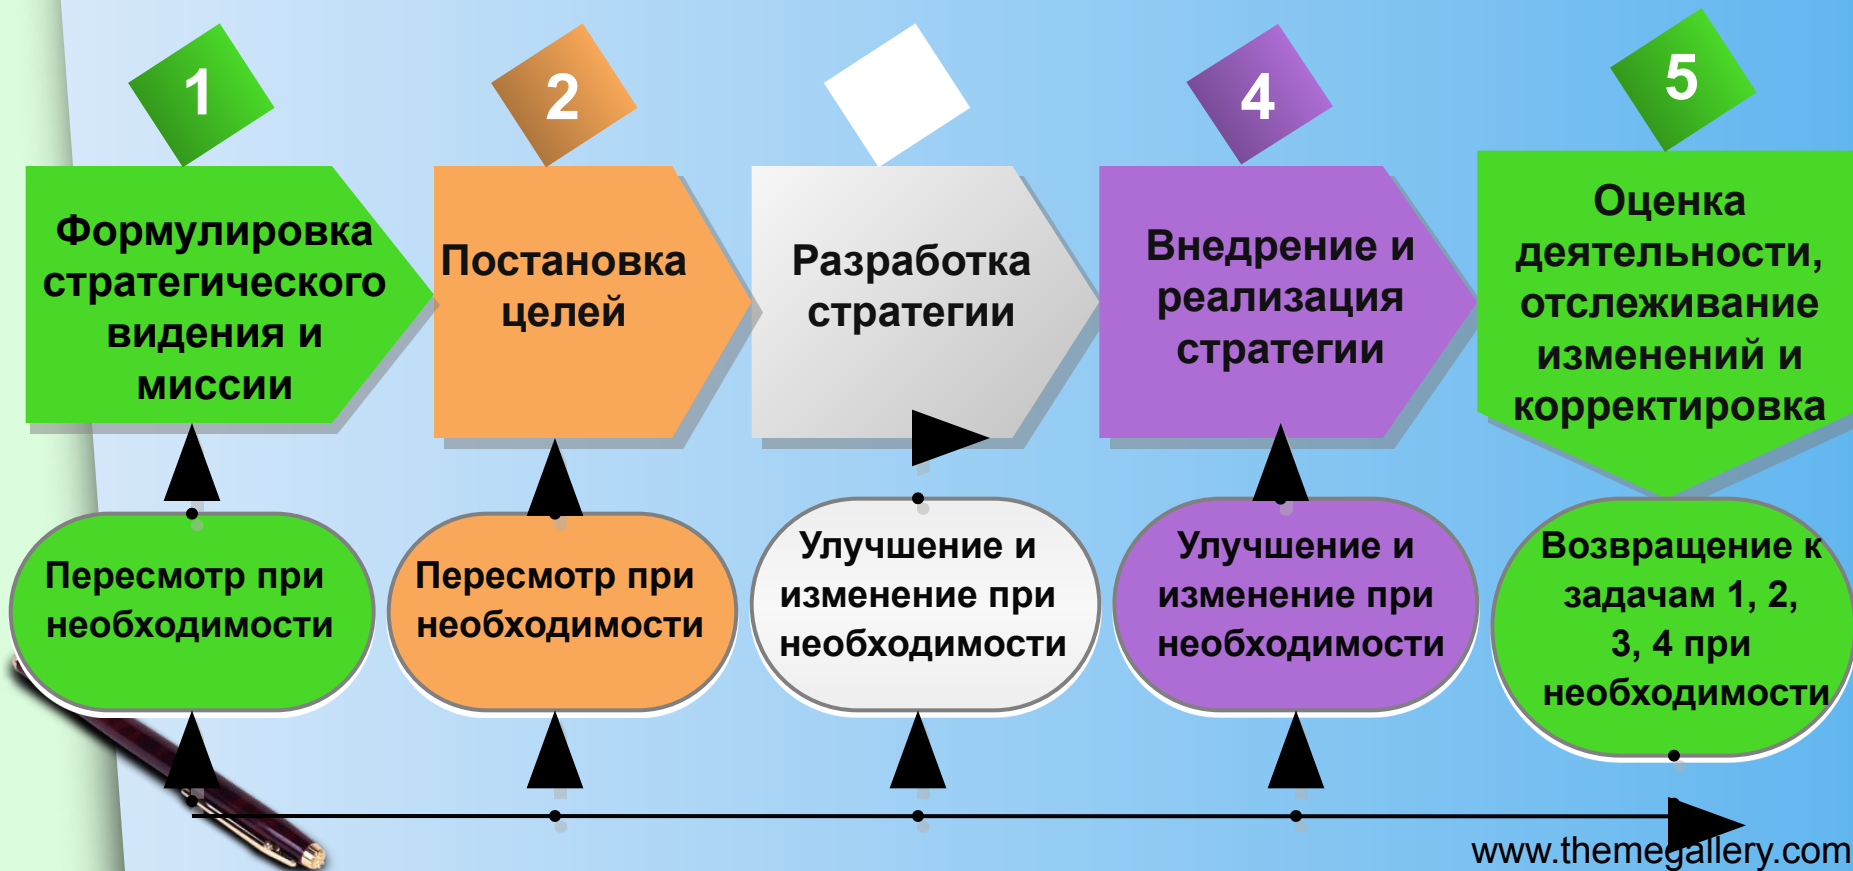 1
2
4
5
Формулировка
стратегического
видения и
миссии
Постановка
целей
Разработка
стратегии
Внедрение и
реализация
стратегии
Оценка
деятельности,
отслеживание
изменений и
корректировка
Пересмотр при
необходимости
Пересмотр при
необходимости
Улучшение и
изменение при
необходимости
Улучшение и
изменение при
необходимости
Возвращение к
задачам 1, 2,
3, 4 при
необходимости
www.themegallery.com